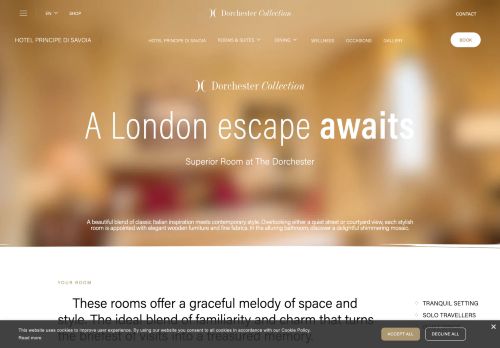 EN
SHOP
Dorchester Collection
CONTACT
HOTEL PRINCIPE DI SAVOIA
HOTEL PRINCIPE DI SAVOIA
ROOMS & SUITES
DINING
WELLNESS
OCCASIONS
GALLERY
BOOK
Dorchester Collection
A London escape awaits
Superior Room at The Dorchester
A beautiful blend of classic Italian inspiration meets contemporary style. Overlooking either a quiet street or courtyard view, each stylish
room is appointed with elegant wooden furniture and fine fabrics. In the alluring bathroom, discover a delightful shimmering mosaic.
YOUR ROOM
These rooms offer a graceful melody of space and
style. The ideal blend of familiarity and charm that turns
the briefest of visits into a treasured memory.
TRANQUIL SETTING
SOLO TRAVELLERS
This website uses cookies to improve user experience. By using our website you consent to all cookies in accordance with our Cookie Policy.
Read more
ACCEPT ALL
DECLINE ALL